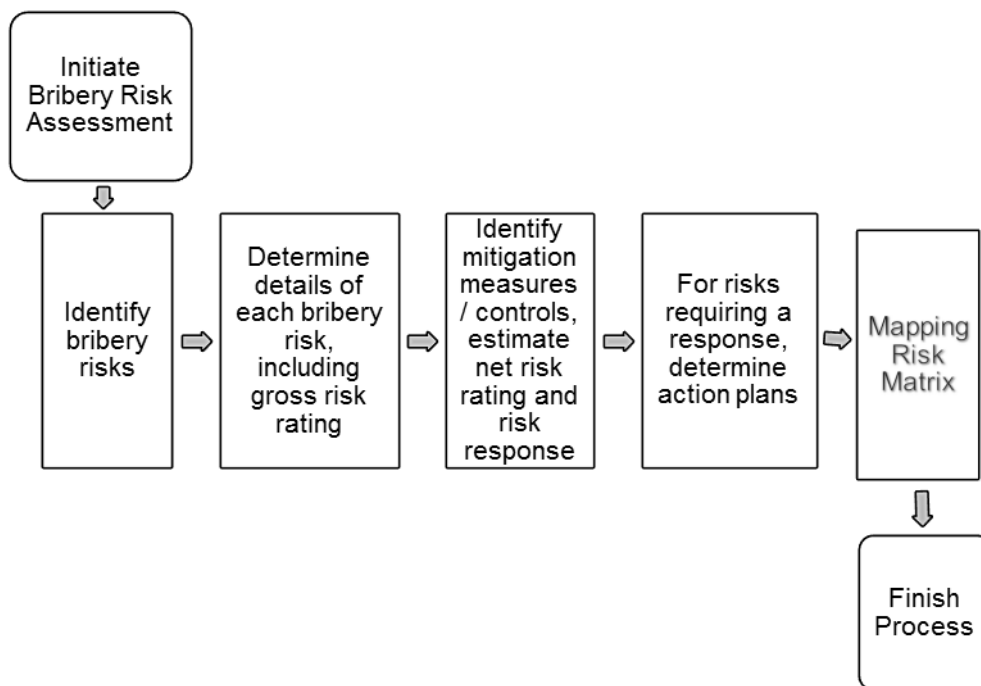 Initiate
Bribery Risk
Assessment
Identify
bribery
risks
Determine
details of
each bribery
risk,
including
gross risk
rating
Identify
mitigation
measures
/ controls,
estimate
net risk
rating and
risk
response
For risks
requiring a
response,
determine
action plans
Mapping
Risk
Matrix
Finish
Process